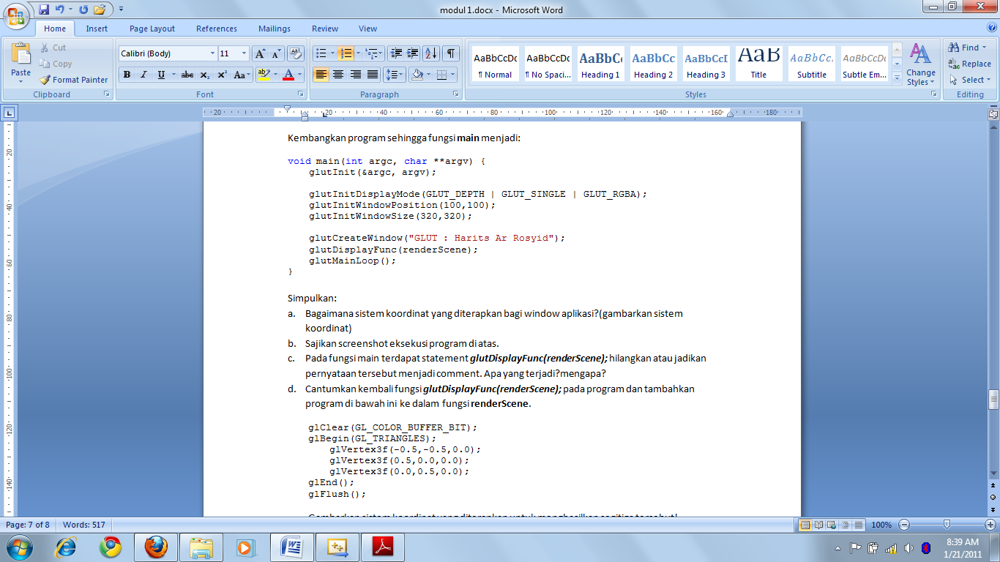 modul 1.docx - Microsoft Word
Home Insert Page Layout References Mailings Review View
Paste
Cut
Copy
Format Painter
Clipboard
Calibri (Body) 11
Font
Paragraph
AaBbCcDc AaBbCcDc AaBbC AaBbCc AaBbCcI AaB AaBbCc. AaBbCcDc
¶ Normal ¶ No Spaci... Heading 1 Heading 2 Heading 3 Title Subtitle Subtle Em...
Change Styles
Styles
Find
Replace
Select
Editing
20 20 40 60 80 100 120 140 160 180
Kembangkan program sehingga fungsi main menjadi:
void main(int argc, char **argv) {
glutInit(&argc, argv);
glutInitDisplayMode(GLUT_DEPTH | GLUT_SINGLE | GLUT_RGBA);
glutInitWindowPosition(100,100);
glutInitWindowSize(320,320);
glutCreateWindow("GLUT : Harits Ar Rosyid");
glutDisplayFunc(renderScene);
glutMainLoop();
}
Simpulkan:
a. Bagaimana sistem koordinat yang diterapkan bagi window aplikasi?(gambarkan sistem
koordinat)
b. Sajikan screenshot eksekusi program di atas.
c. Pada fungsi main terdapat statement glutDisplayFunc(renderScene); hilangkan atau jadikan
pernyataan tersebut menjadi comment. Apa yang terjadi?mengapa?
d. Cantumkan kembali fungsi glutDisplayFunc(renderScene); pada program dan tambahkan
program di bawah ini ke dalam fungsi renderScene.
glClear(GL_COLOR_BUFFER_BIT);
glBegin(GL_TRIANGLES);
glVertex3f(-0.5,-0.5,0.0);
glVertex3f(0.5,0.0,0.0);
glVertex3f(0.0,0.5,0.0);
glEnd();
glFlush();
Page: 7 of 8 Words: 517 100%
8:39 AM
1/21/2011